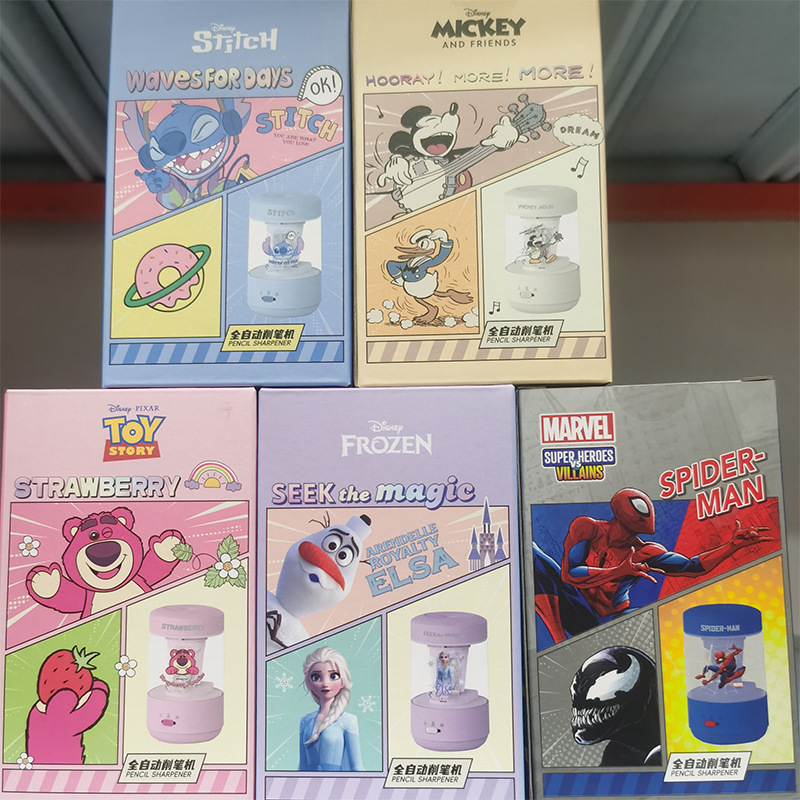 Disney
Stitch
WAVES FOR DAYS
OK!
STITCH
YOU ARE WHAT
YOU LOVE
STITCH
全自动削笔机
PENCIL SHARPENER
Disney
MICKEY
AND FRIENDS
HOORAY! MORE! MORE!
DREAM
MICKEY MOUSE
全自动削笔机
PENCIL SHARPENER
Disney PIXAR
TOY
STORY
STRAWBERRY
STRAWBERRY
全自动削笔机
PENCIL SHARPENER
Disney
FROZEN
SEEK the magic
ARENDELLE
ROYALTY
ELSA
SEEK the MAGIC
全自动削笔机
PENCIL SHARPENER
MARVEL
SUPER HEROES
VS
VILLAINS
SPIDER-
MAN
SPIDER-MAN
全自动削笔机
PENCIL SHARPENER